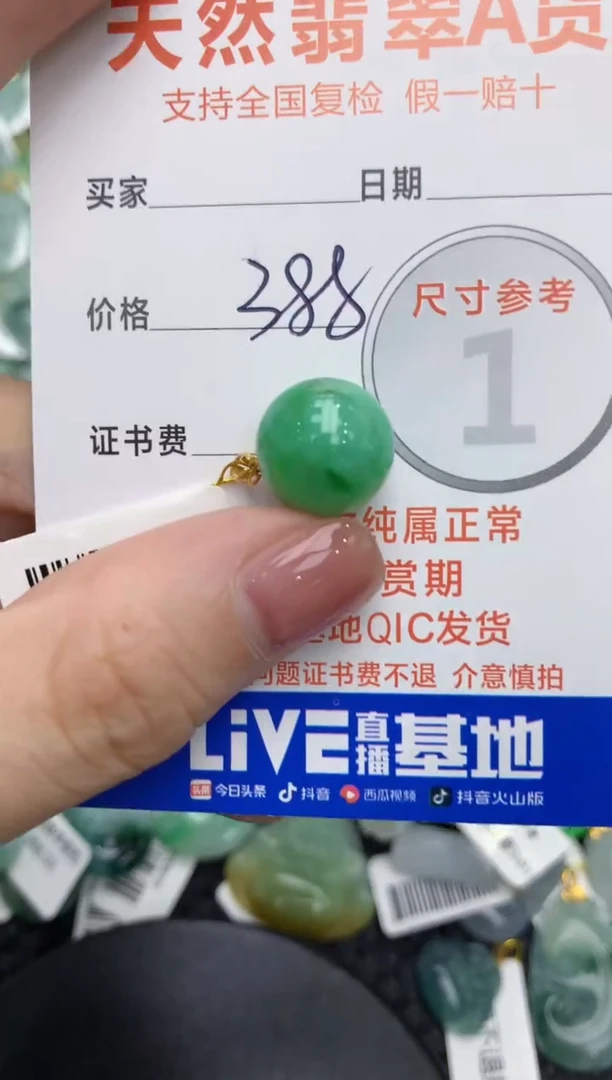 天然翡翠A货
支持全国复检 假一赔十
买家 日期
价格 388
尺寸参考
1
证书费
纯属正常
赏期
基地QIC发货
问题证书费不退 介意慎拍
LiVE直播基地
头条 今日头条 抖音 西瓜视频 抖音火山版